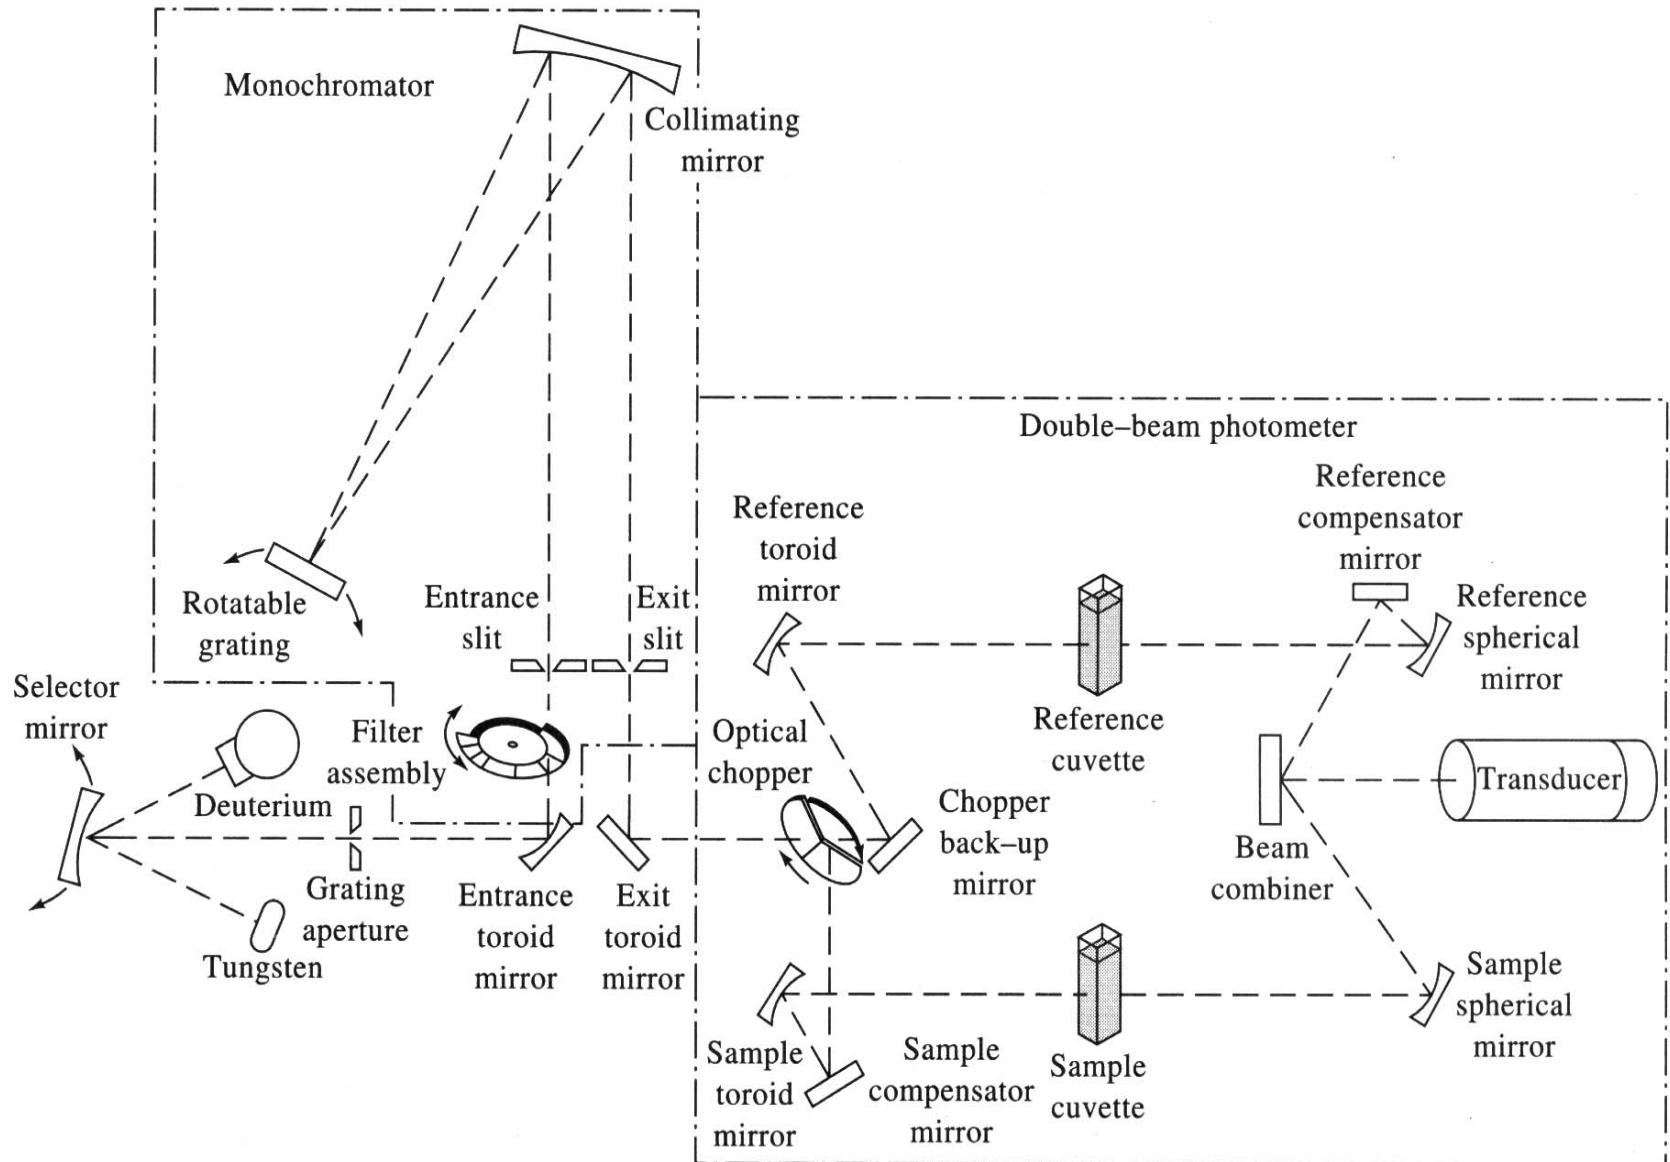 Monochromator
Collimating
mirror
Double–beam photometer
Reference
compensator
mirror
Reference
toroid
mirror
Rotatable
grating
Entrance
slit
Exit
slit
Reference
spherical
mirror
Selector
mirror
Filter
assembly
Reference
cuvette
Optical
chopper
Deuterium
Transducer
Chopper
back–up
mirror
Beam
combiner
Grating
aperture
Entrance
toroid
mirror
Exit
toroid
mirror
Tungsten
Sample
spherical
mirror
Sample
toroid
mirror
Sample
compensator
mirror
Sample
cuvette